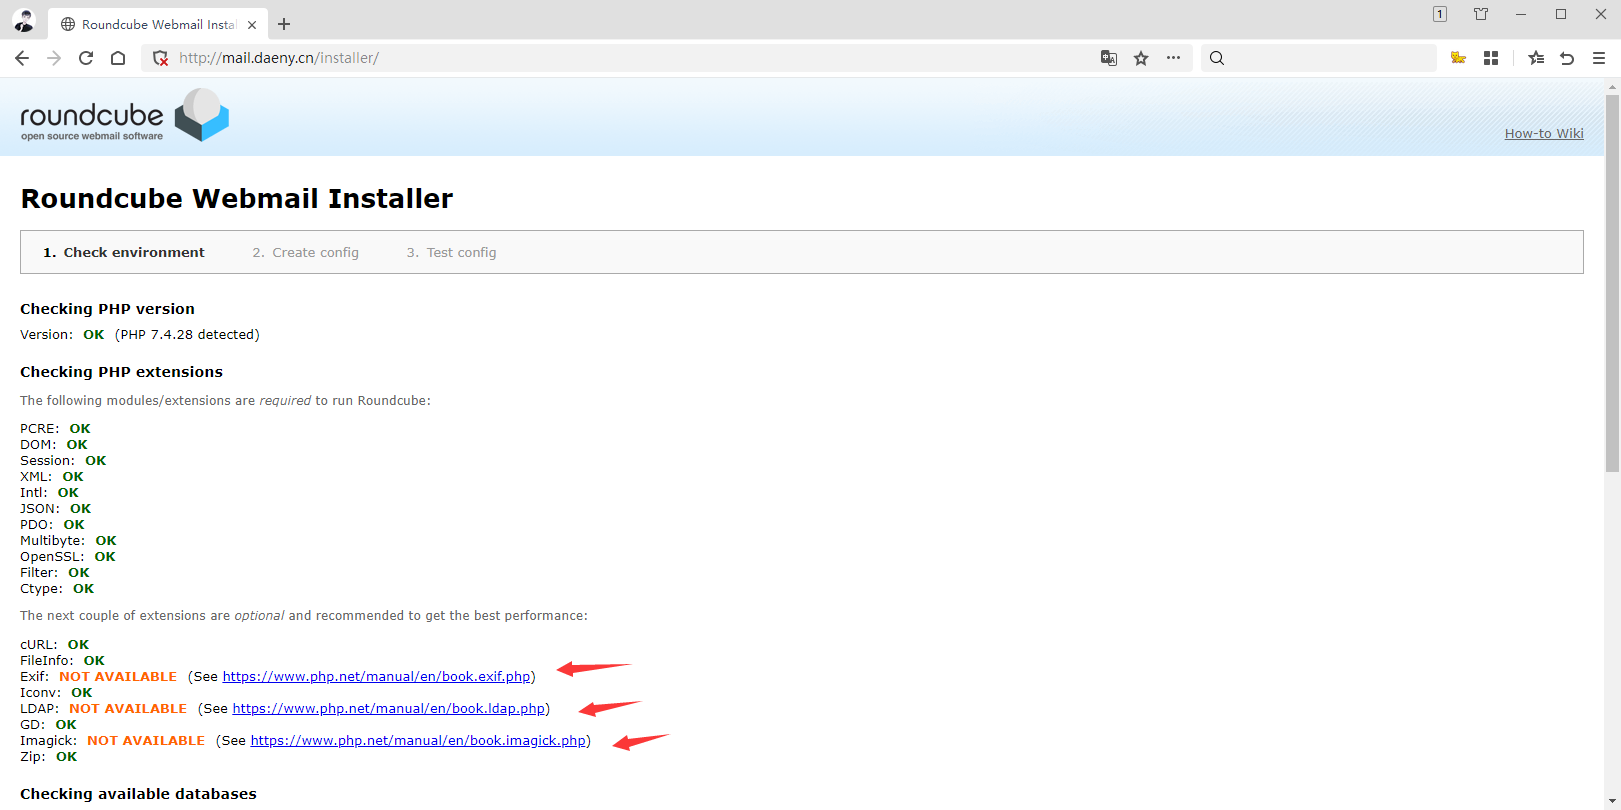 Roundcube Webmail Insta
1
http://mail.daeny.cn/installer/
roundcube
open source webmail software
How-to Wiki
Roundcube Webmail Installer
1. Check environment 2. Create config 3. Test config
Checking PHP version
Version: OK (PHP 7.4.28 detected)
Checking PHP extensions
The following modules/extensions are required to run Roundcube:
PCRE: OK
DOM: OK
Session: OK
XML: OK
Intl: OK
JSON: OK
PDO: OK
Multibyte: OK
OpenSSL: OK
Filter: OK
Ctype: OK
The next couple of extensions are optional and recommended to get the best performance:
cURL: OK
FileInfo: OK
Exif: NOT AVAILABLE (See https://www.php.net/manual/en/book.exif.php)
Iconv: OK
LDAP: NOT AVAILABLE (See https://www.php.net/manual/en/book.ldap.php)
GD: OK
Imagick: NOT AVAILABLE (See https://www.php.net/manual/en/book.imagick.php)
Zip: OK
Checking available databases